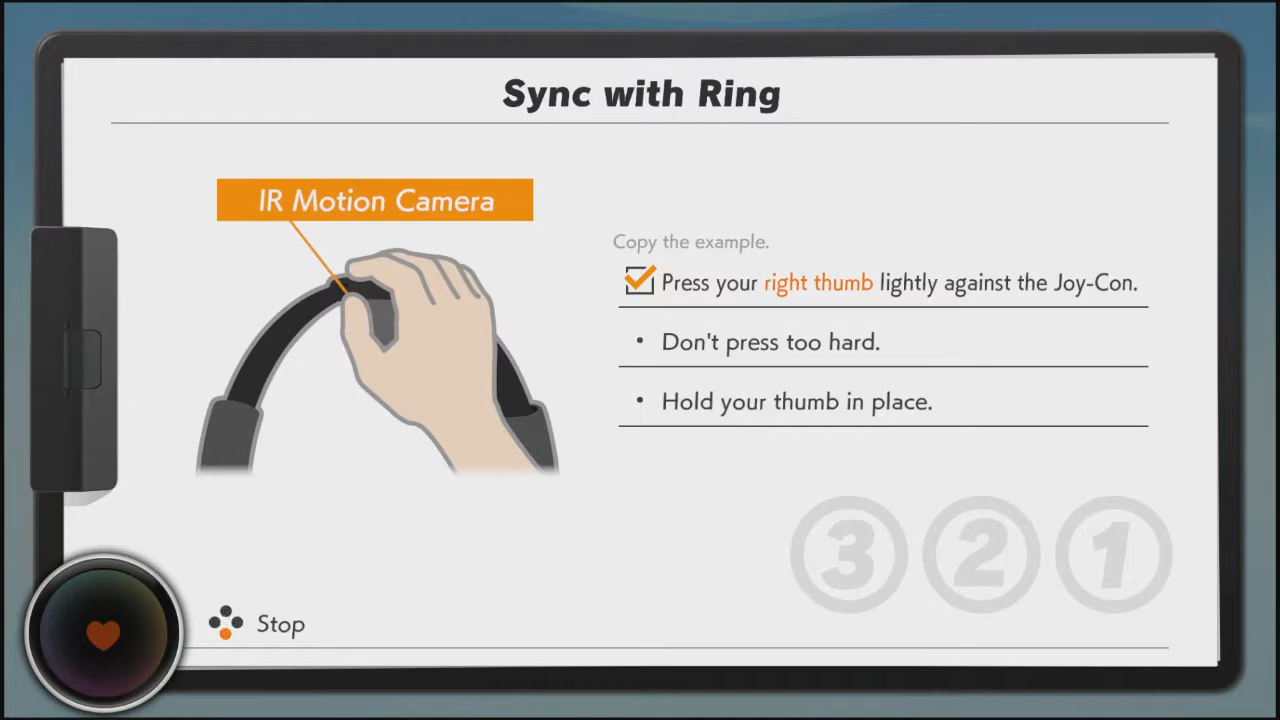 Sync with Ring
IR Motion Camera
Copy the example.
Press your right thumb lightly against the Joy-Con.
• Don't press too hard.
• Hold your thumb in place.
3 2 1
Stop